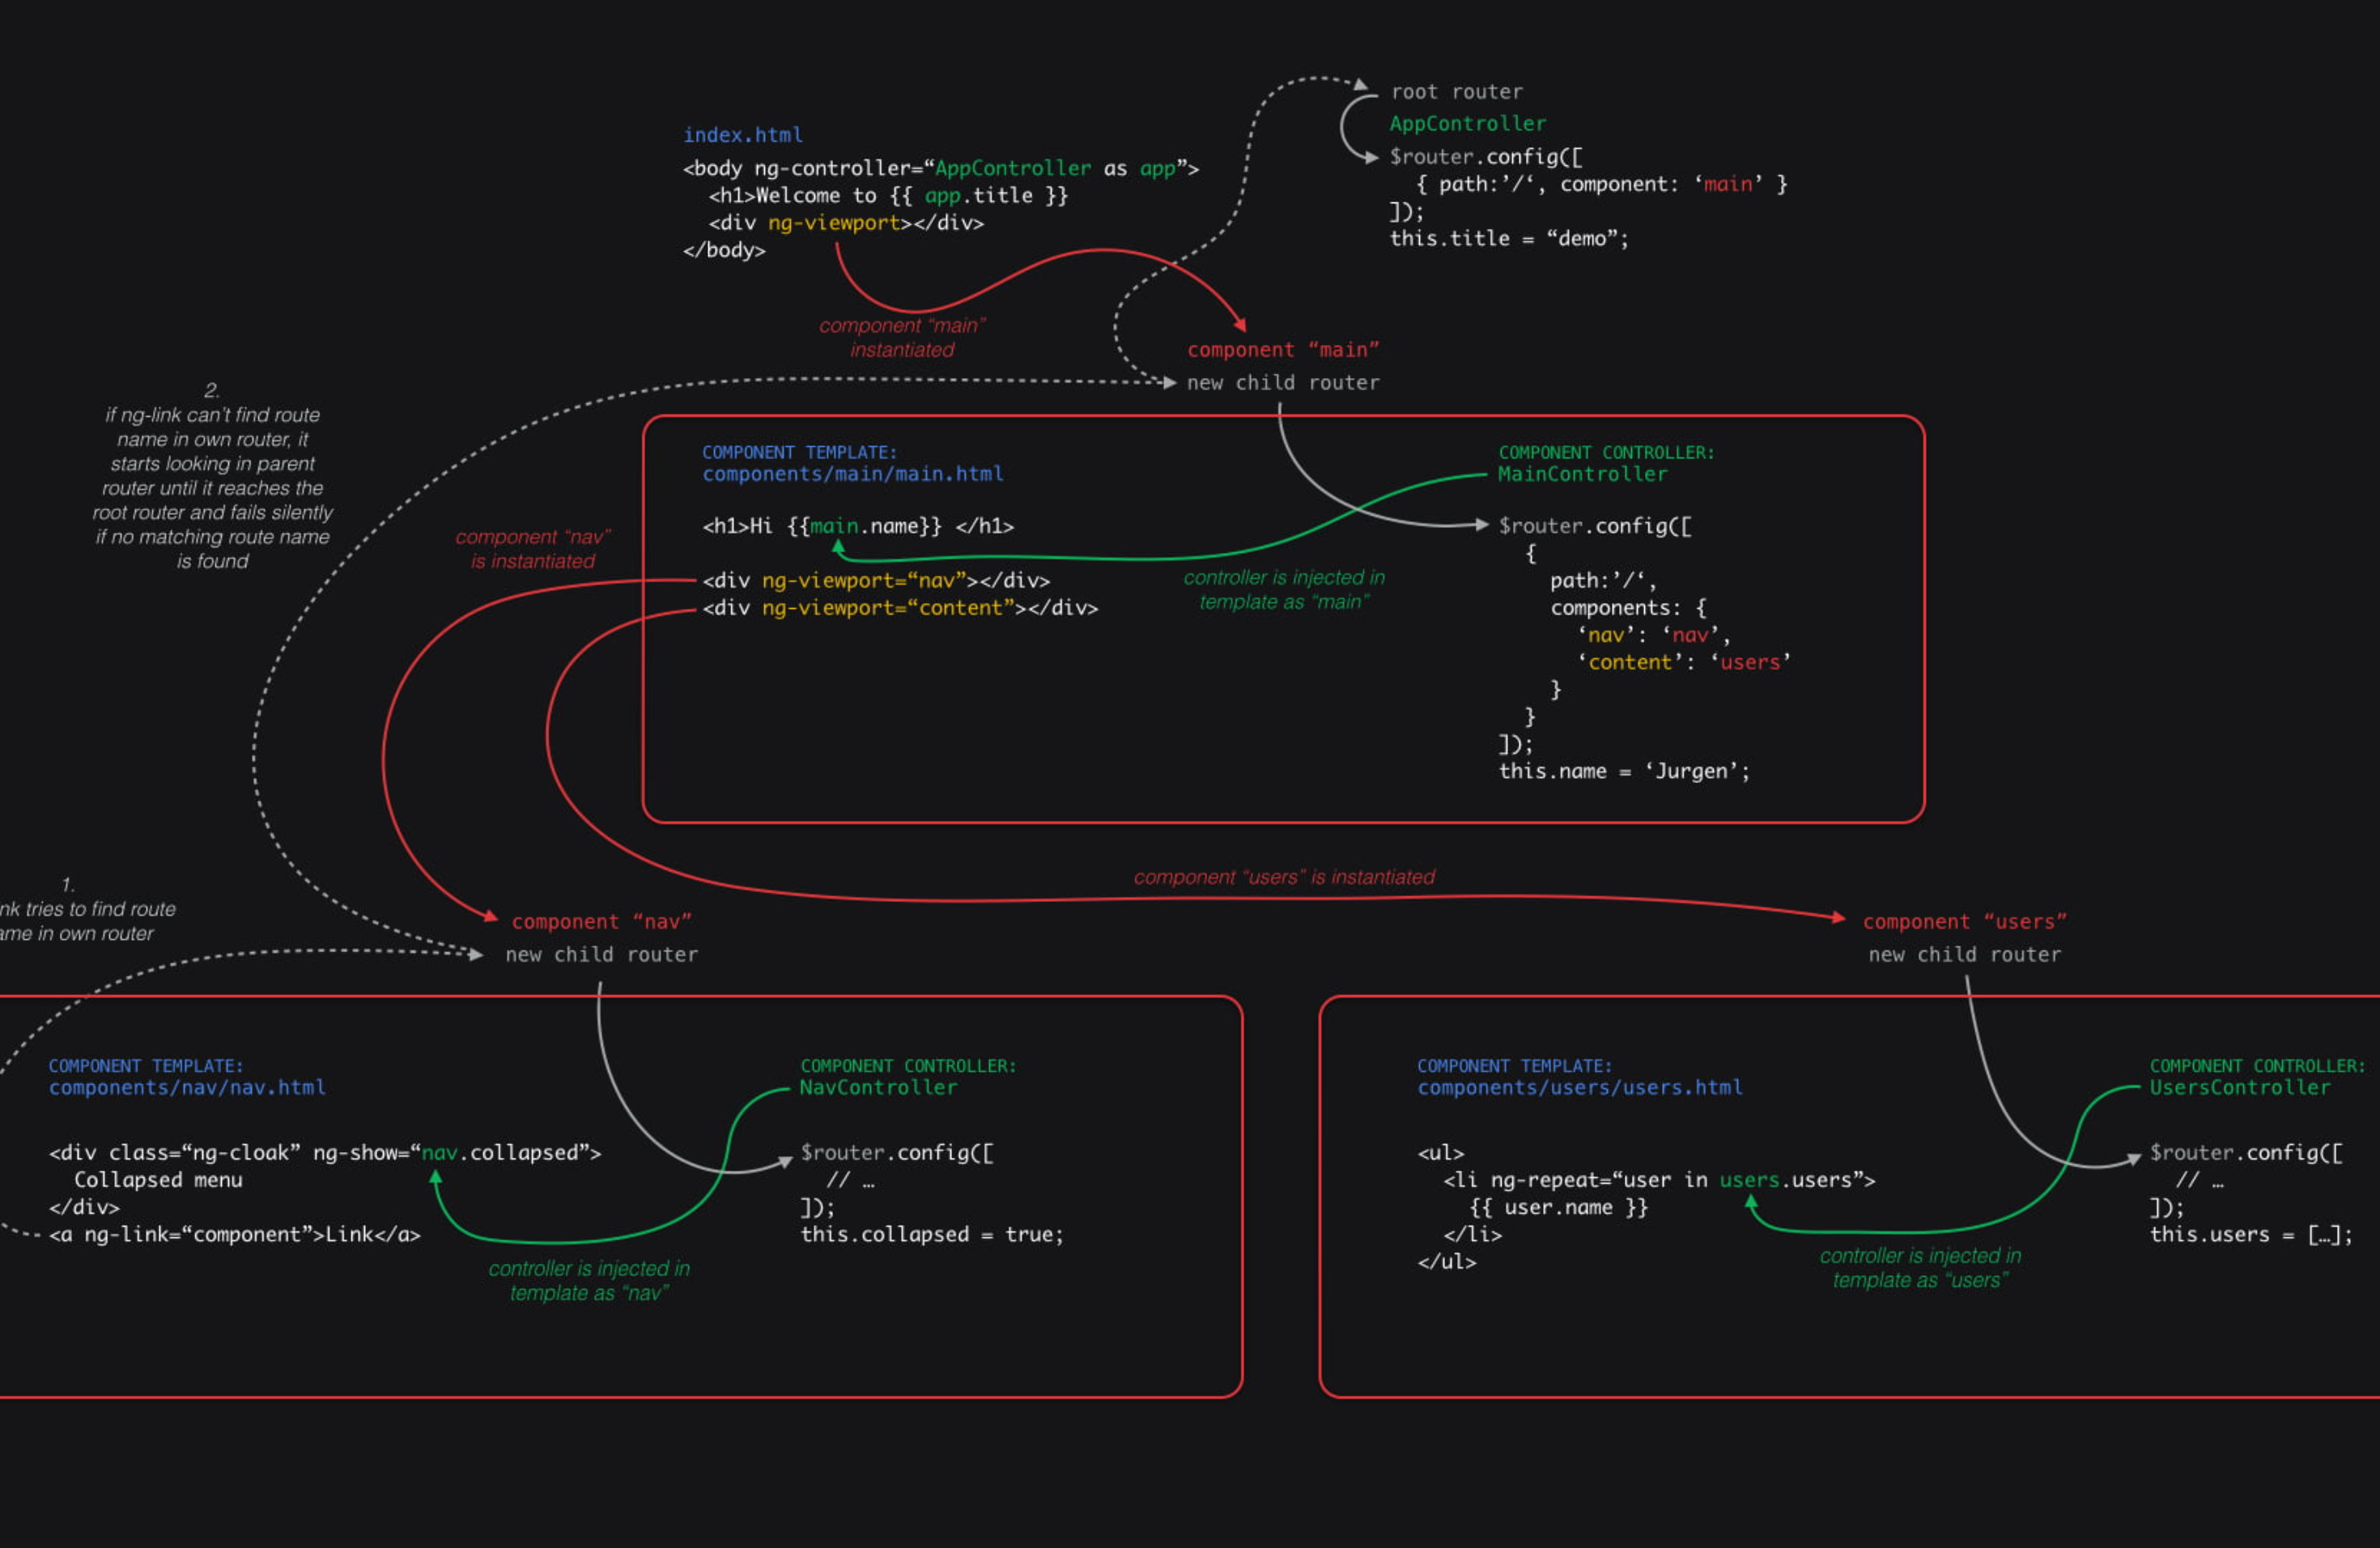 root router
AppController
$router.config([
{ path:’/‘, component: ‘main’ }
]);
this.title = “demo”;
index.html
<body ng-controller=“AppController as app”>
<h1>Welcome to {{ app.title }}
<div ng-viewport></div>
</body>
component “main”
instantiated
component “main”
new child router
2.
if ng-link can’t find route
name in own router, it
starts looking in parent
router until it reaches the
root router and fails silently
if no matching route name
is found
component “nav”
is instantiated
COMPONENT TEMPLATE:
components/main/main.html
<h1>Hi {{main.name}} </h1>
<div ng-viewport=“nav”></div>
<div ng-viewport=“content”></div>
controller is injected in
template as “main”
COMPONENT CONTROLLER:
MainController
$router.config([
{
path:’/‘,
components: {
‘nav’: ‘nav’,
‘content’: ‘users’
}
}
]);
this.name = ‘Jurgen’;
component “users” is instantiated
1.
nk tries to find route
ame in own router
component “nav”
new child router
component “users”
new child router
COMPONENT TEMPLATE:
components/nav/nav.html
<div class=“ng-cloak” ng-show=“nav.collapsed”>
Collapsed menu
</div>
<a ng-link=“component”>Link</a>
controller is injected in
template as “nav”
COMPONENT CONTROLLER:
NavController
$router.config([
// …
]);
this.collapsed = true;
COMPONENT TEMPLATE:
components/users/users.html
<ul>
<li ng-repeat=“user in users.users”>
{{ user.name }}
</li>
</ul>
controller is injected in
template as “users”
COMPONENT CONTROLLER:
UsersController
$router.config([
// …
]);
this.users = […];